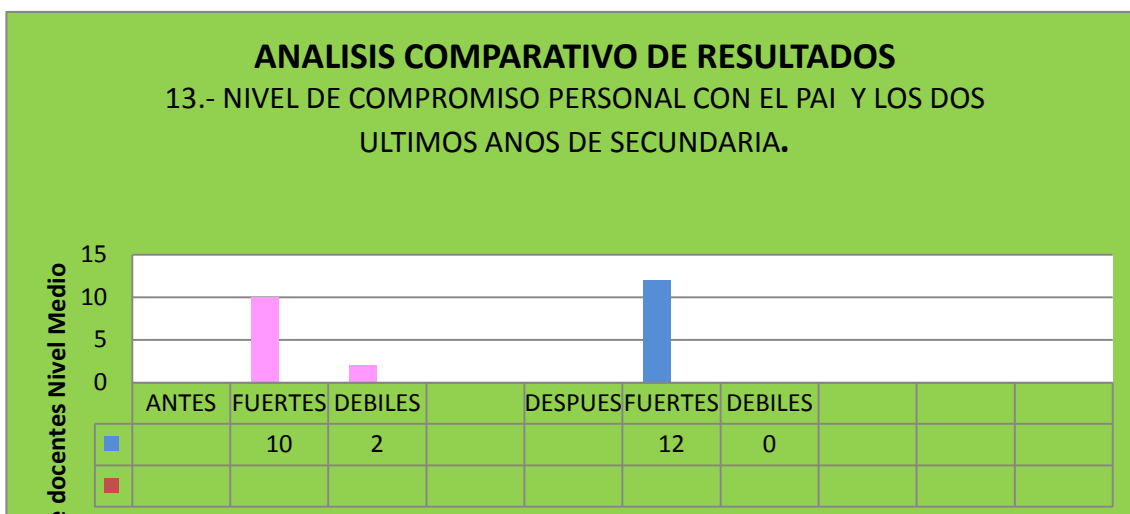 ANALISIS COMPARATIVO DE RESULTADOS
13.- NIVEL DE COMPROMISO PERSONAL CON EL PAI Y LOS DOS
ULTIMOS ANOS DE SECUNDARIA.
docentes Nivel Medio
15
10
5
0
ANTES FUERTES DEBILES DESPUES FUERTES DEBILES
10 2 12 0